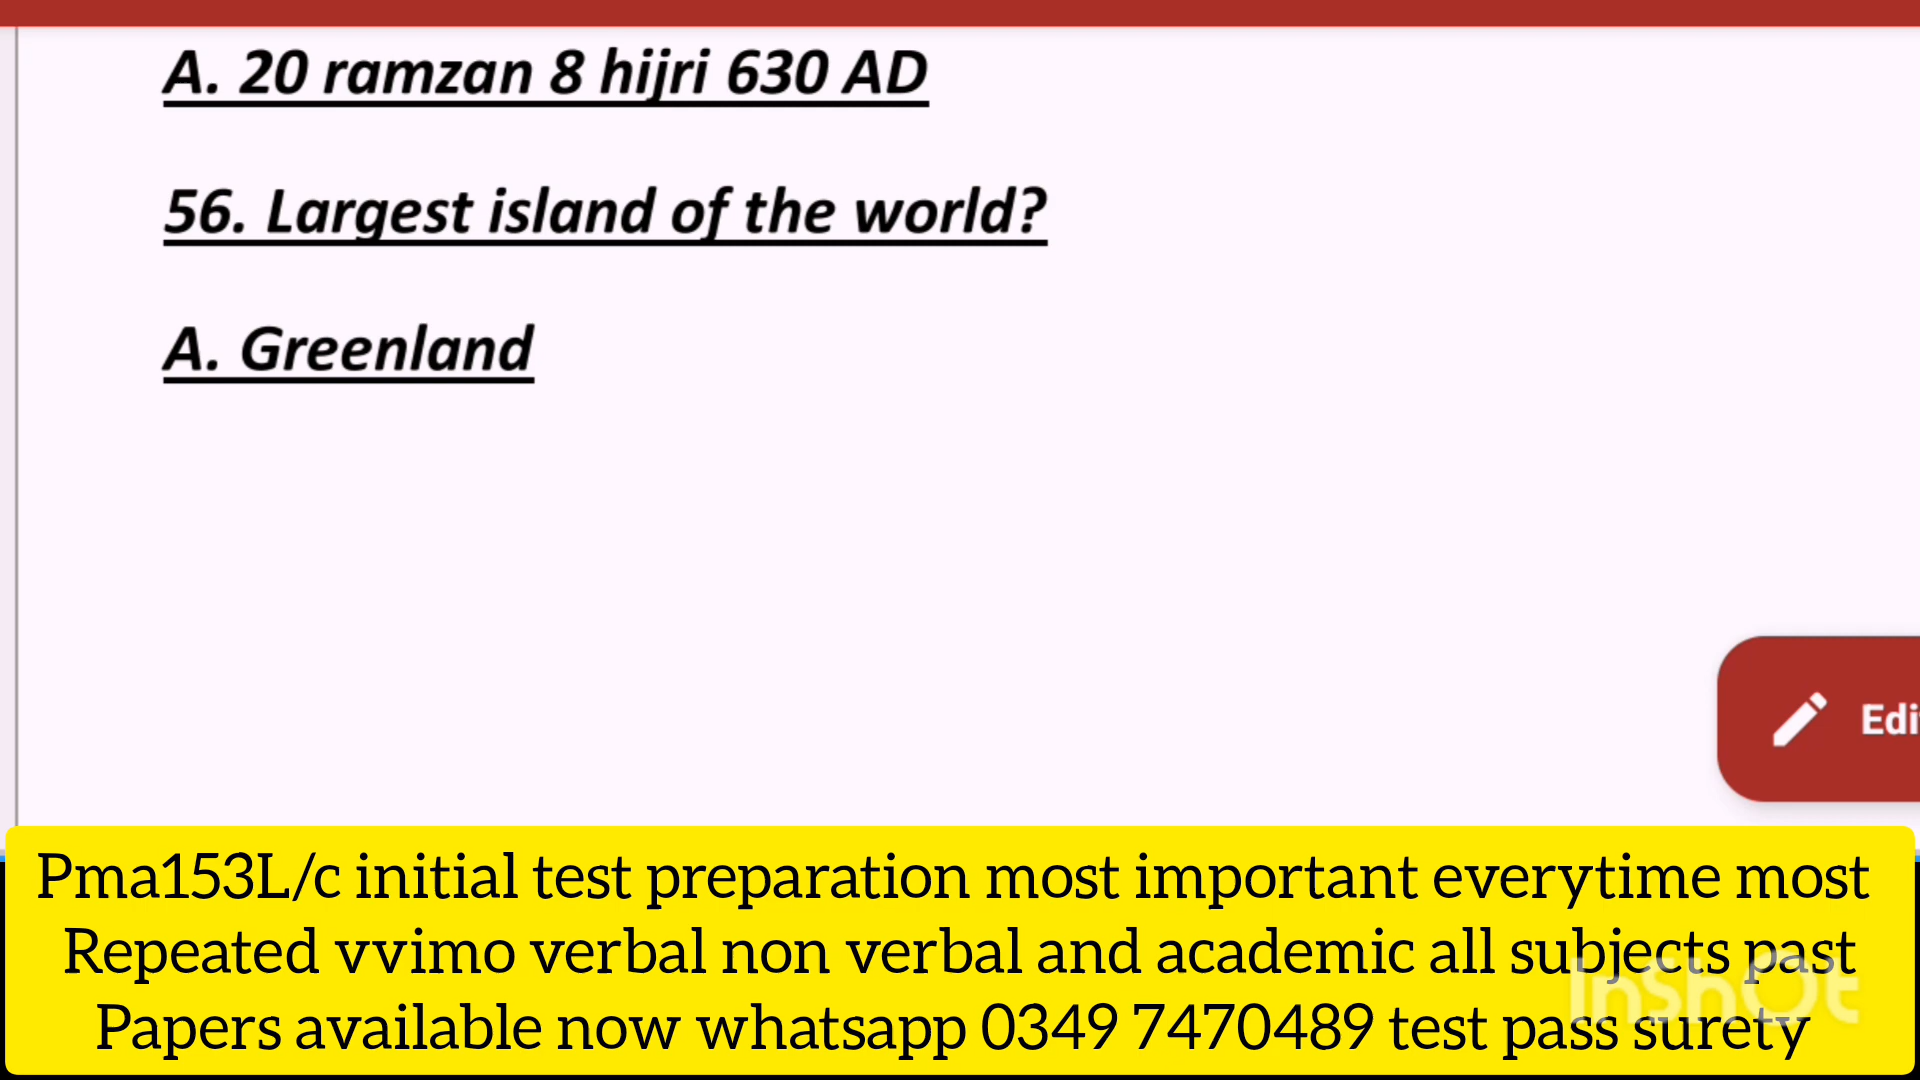 A. 20 ramzan 8 hijri 630 AD
56. Largest island of the world?
A. Greenland
Edi
Pma153L/c initial test preparation most important everytime most
Repeated vvimo verbal non verbal and academic all subjects past
Papers available now whatsapp 0349 7470489 test pass surety
InShOt